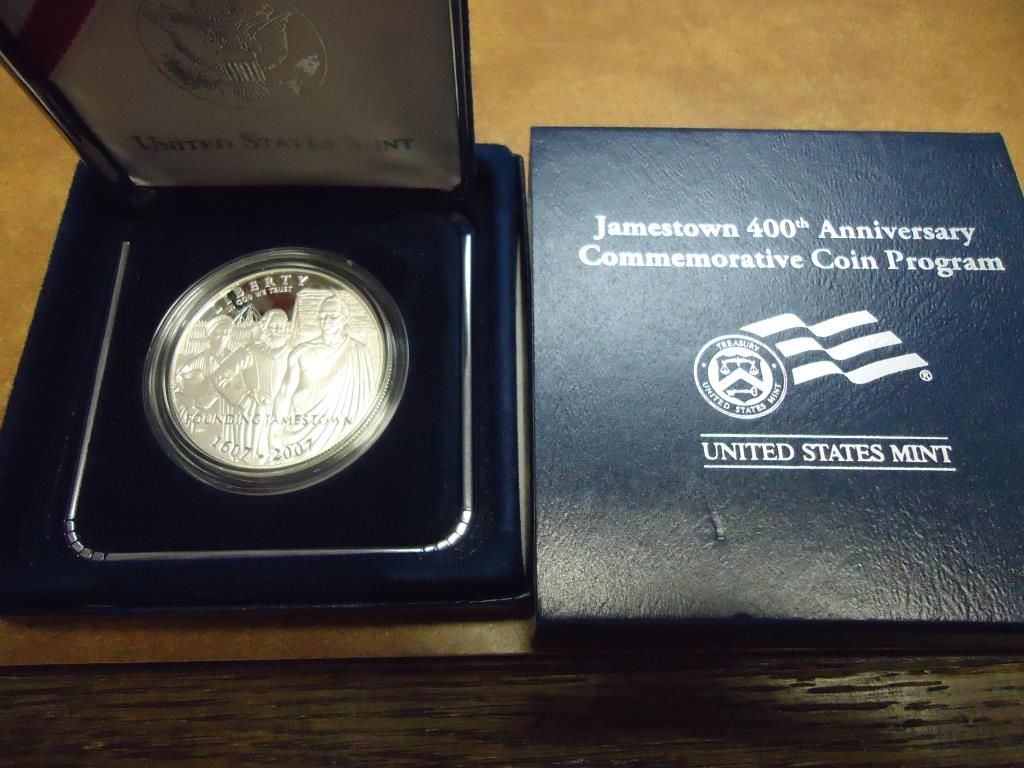 UNITED STATES MINT
LIBERTY
GOD WE TRUST
FOUNDING JAMESTOWN
1607 - 2007
Jamestown 400th Anniversary
Commemorative Coin Program
TREASURY
UNITED STATES MINT
®
UNITED STATES MINT